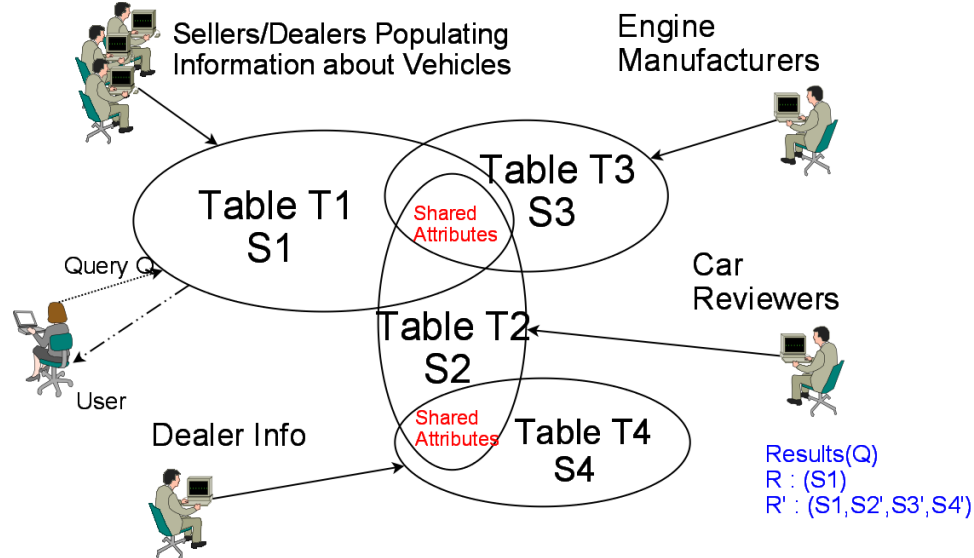 Sellers/Dealers Populating
Information about Vehicles
Engine
Manufacturers
Table T1
S1
Table T3
S3
Shared
Attributes
Query Q
User
Car
Reviewers
Table T2
S2
Shared
Attributes
Table T4
S4
Dealer Info
Results(Q)
R : (S1)
R' : (S1,S2',S3',S4')